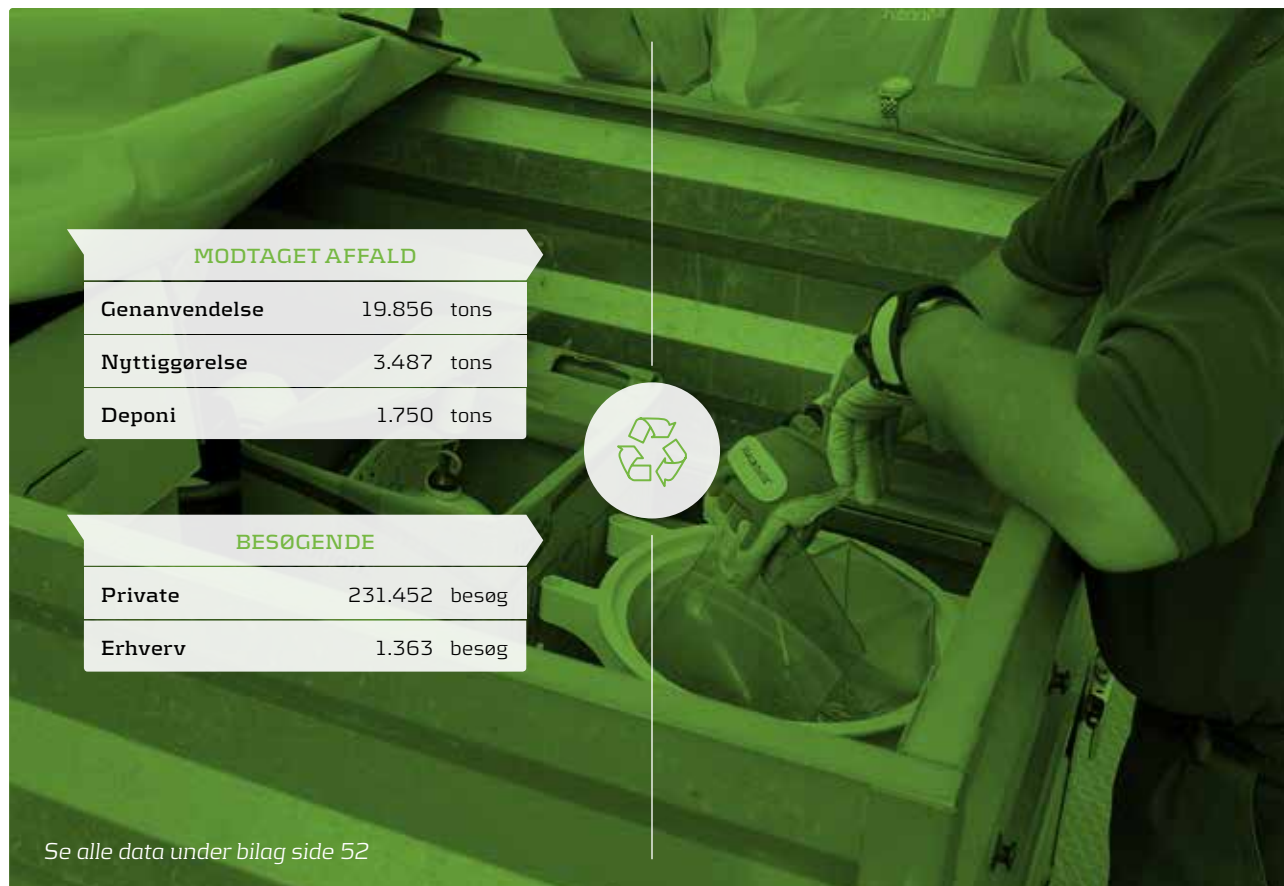 MODTAGET AFFALD
Genanvendelse 19.856 tons
Nyttiggørelse 3.487 tons
Deponi 1.750 tons
BESØGENDE
Private 231.452 besøg
Erhverv 1.363 besøg
Se alle data under bilag side 52